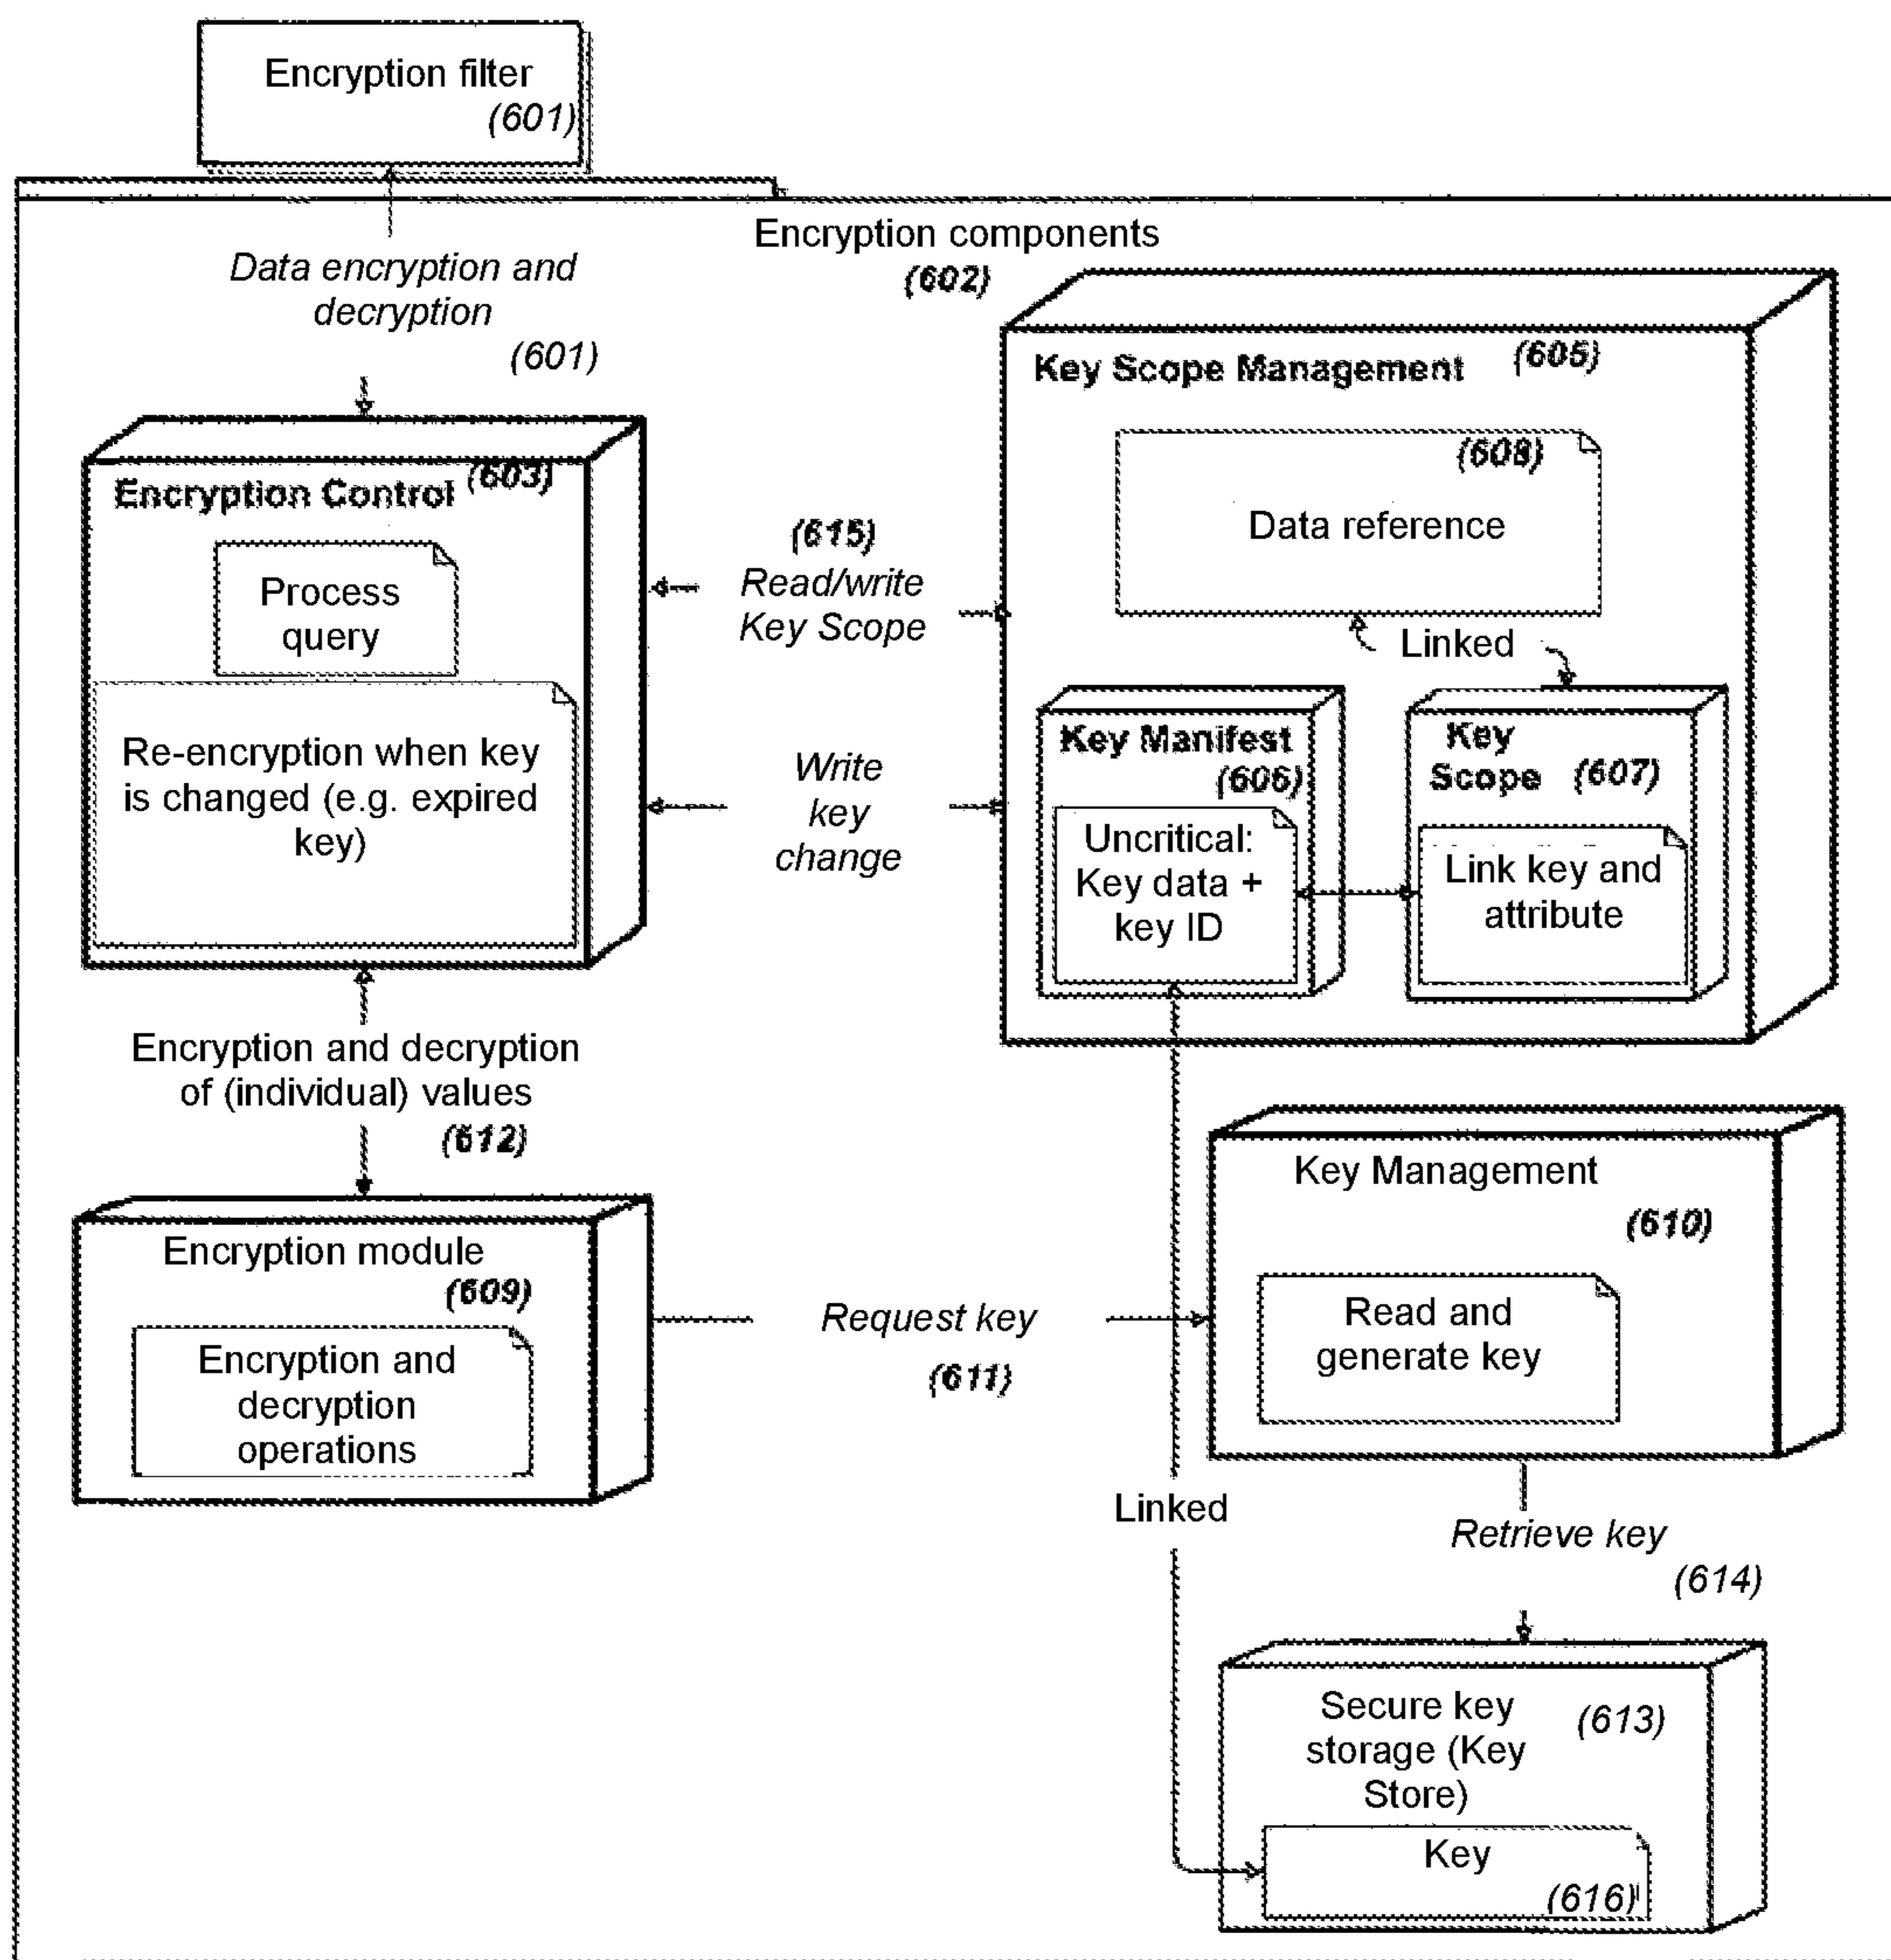 Encryption filter
(601)
Encryption components
(602)
Data encryption and
decryption
(601)
Key Scope Management (605)
(608)
Data reference
Linked
Encryption Control (603)
Process
query
Re-encryption when key
is changed (e.g. expired
key)
(615)
Read/write
Key Scope
Write
key
change
Key Manifest
(606)
Uncritical:
Key data +
key ID
Key
Scope (607)
Link key and
attribute
Encryption and decryption
of (individual) values
(612)
Encryption module
(609)
Encryption and
decryption
operations
Request key
(611)
Key Management
(610)
Read and
generate key
Linked
Retrieve key
(614)
Secure key
storage (Key
Store)
(613)
Key
(616)